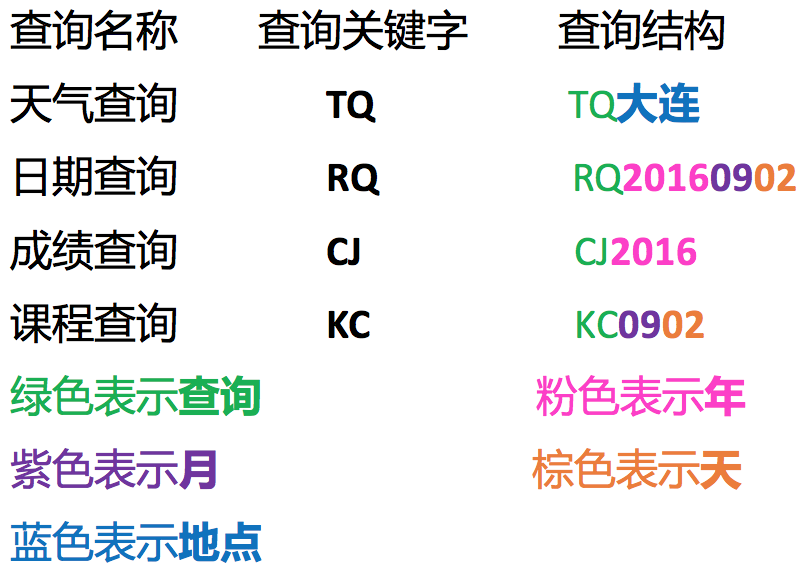 查询名称 查询关键字 查询结构
天气查询 TQ TQ大连
日期查询 RQ RQ20160902
成绩查询 CJ CJ2016
课程查询 KC KC0902
绿色表示查询 粉色表示年
紫色表示月 棕色表示天
蓝色表示地点